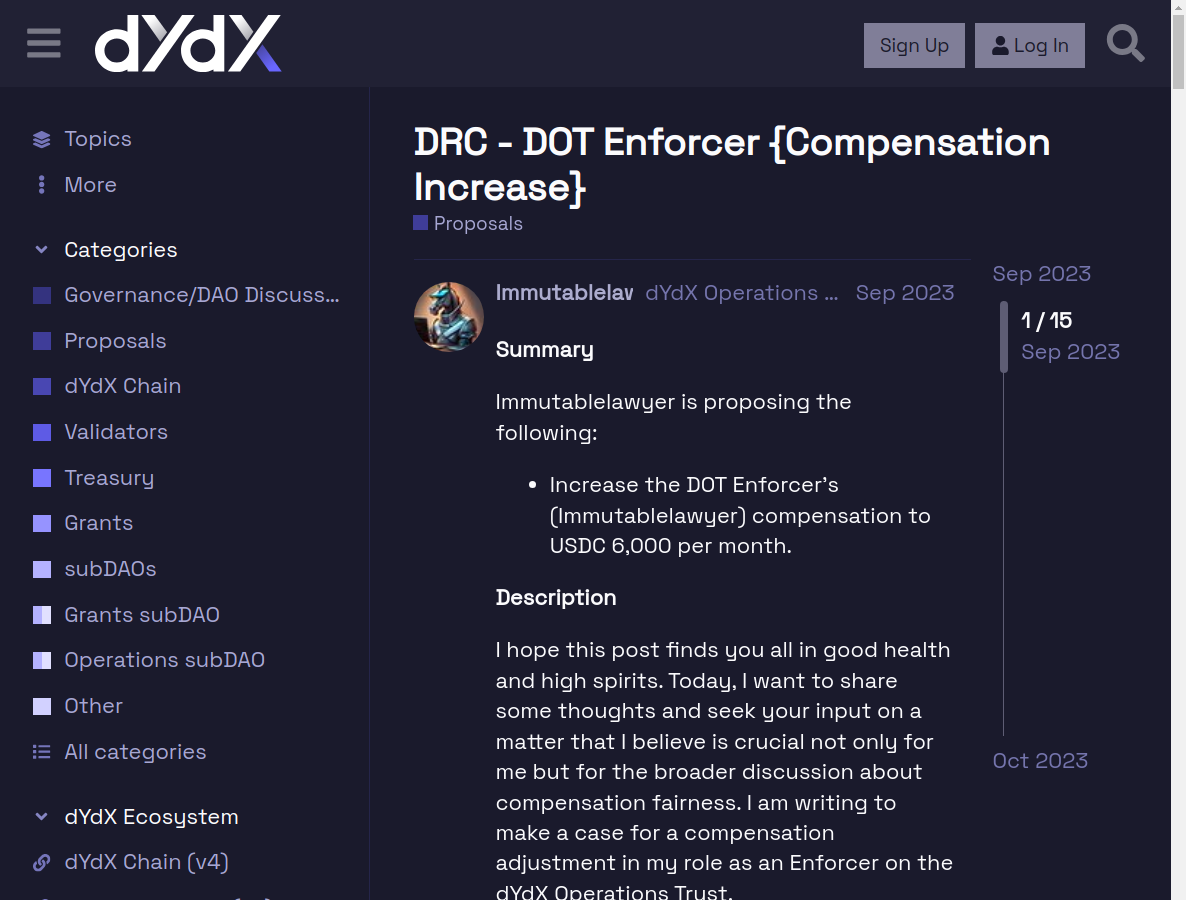 dYdX
Sign Up
Log In
Topics
More
Categories
Governance/DAO Discuss...
Proposals
dYdX Chain
Validators
Treasury
Grants
subDAOs
Grants subDAO
Operations subDAO
Other
All categories
dYdX Ecosystem
dYdX Chain (v4)
DRC - DOT Enforcer {Compensation
Increase}
Proposals
Immutablelaw dYdX Operations ... Sep 2023
Summary
Immutablelawyer is proposing the
following:
• Increase the DOT Enforcer's
(Immutablelawyer) compensation to
USDC 6,000 per month.
Description
I hope this post finds you all in good health
and high spirits. Today, I want to share
some thoughts and seek your input on a
matter that I believe is crucial not only for
me but for the broader discussion about
compensation fairness. I am writing to
make a case for a compensation
adjustment in my role as an Enforcer on the
dYdX Operations Trust.
Sep 2023
1 / 15
Sep 2023
Oct 2023